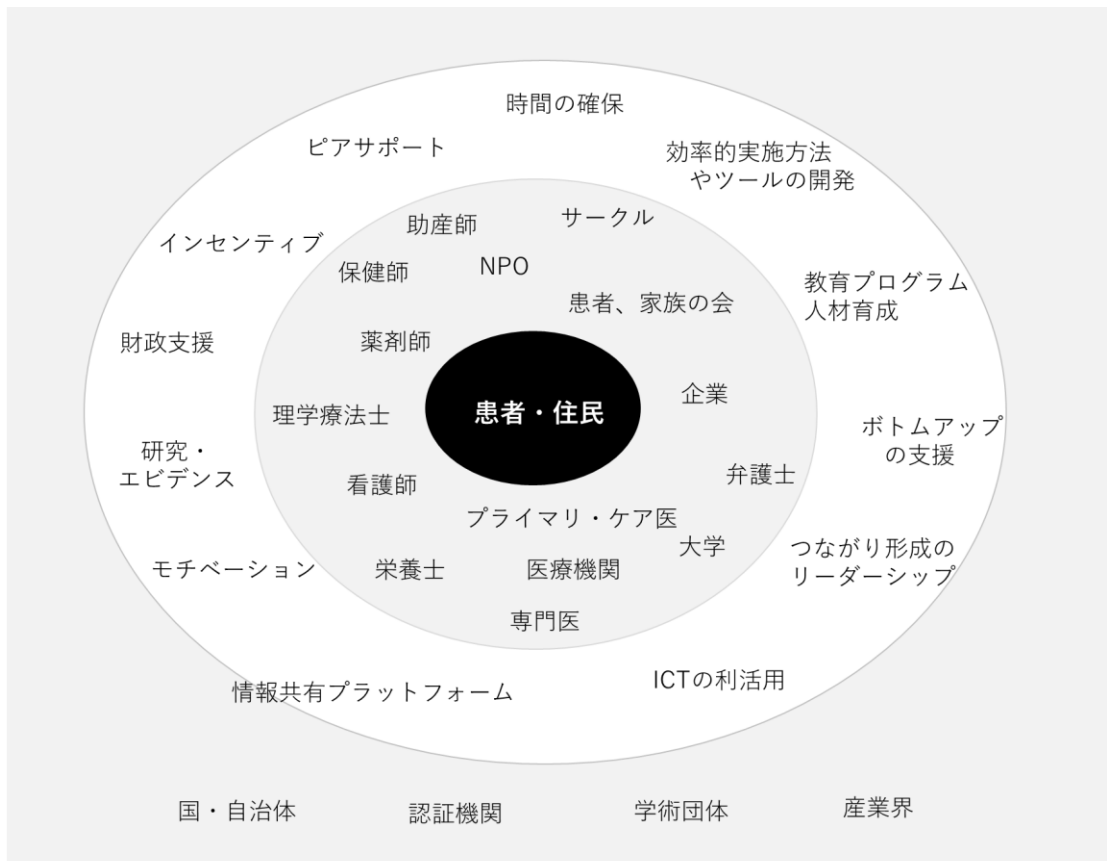 時間の確保
ピアサポート
効率的実施方法
やツールの開発
助産師
サークル
インセンティブ
保健師
NPO
教育プログラム
人材育成
患者、家族の会
財政支援
薬剤師
企業
患者・住民
理学療法士
ボトムアップ
の支援
研究・
エビデンス
弁護士
看護師
プライマリ・ケア医
大学
つながり形成の
リーダーシップ
モチベーション
栄養士
医療機関
専門医
ICTの利活用
情報共有プラットフォーム
国・自治体
認証機関
学術団体
産業界